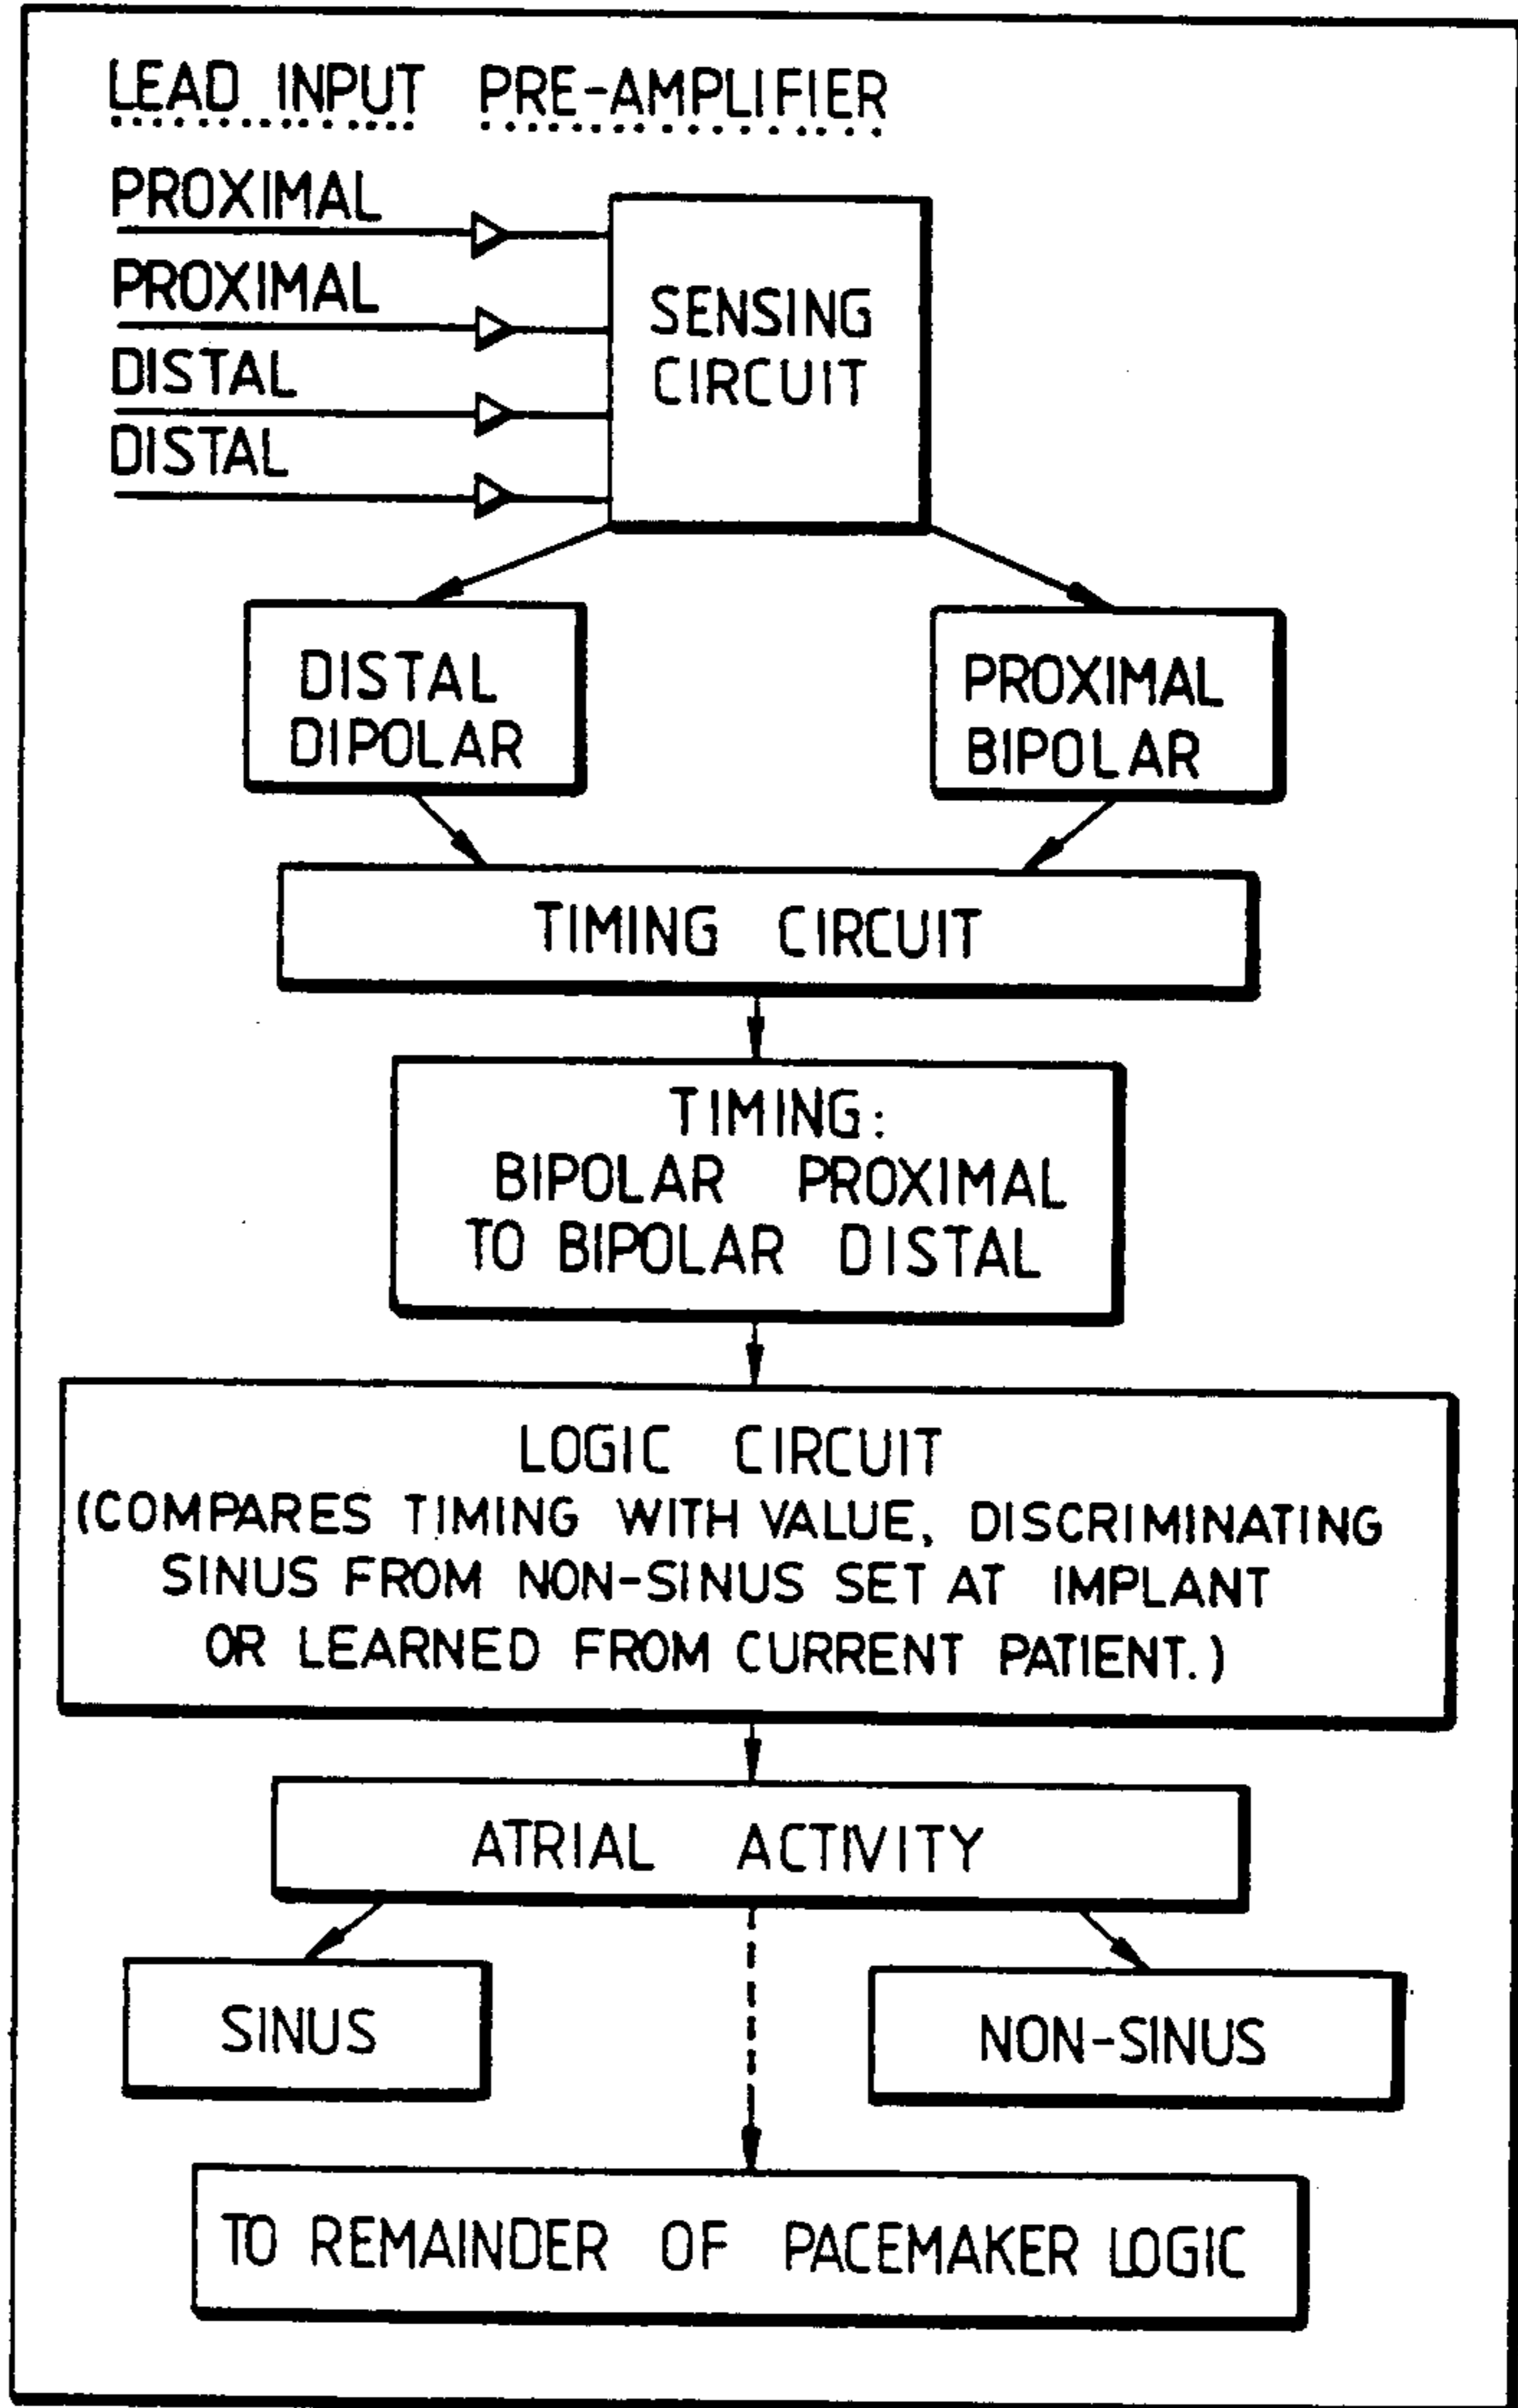 LEAD INPUT PRE-AMPLIFIER
PROXIMAL
PROXIMAL
DISTAL
DISTAL
SENSING
CIRCUIT
DISTAL
DIPOLAR
PROXIMAL
BIPOLAR
TIMING CIRCUIT
TIMING:
BIPOLAR PROXIMAL
TO BIPOLAR DISTAL
LOGIC CIRCUIT
(COMPARES TIMING WITH VALUE, DISCRIMINATING
SINUS FROM NON-SINUS SET AT IMPLANT
OR LEARNED FROM CURRENT PATIENT.)
ATRIAL ACTIVITY
SINUS
NON-SINUS
TO REMAINDER OF PACEMAKER LOGIC